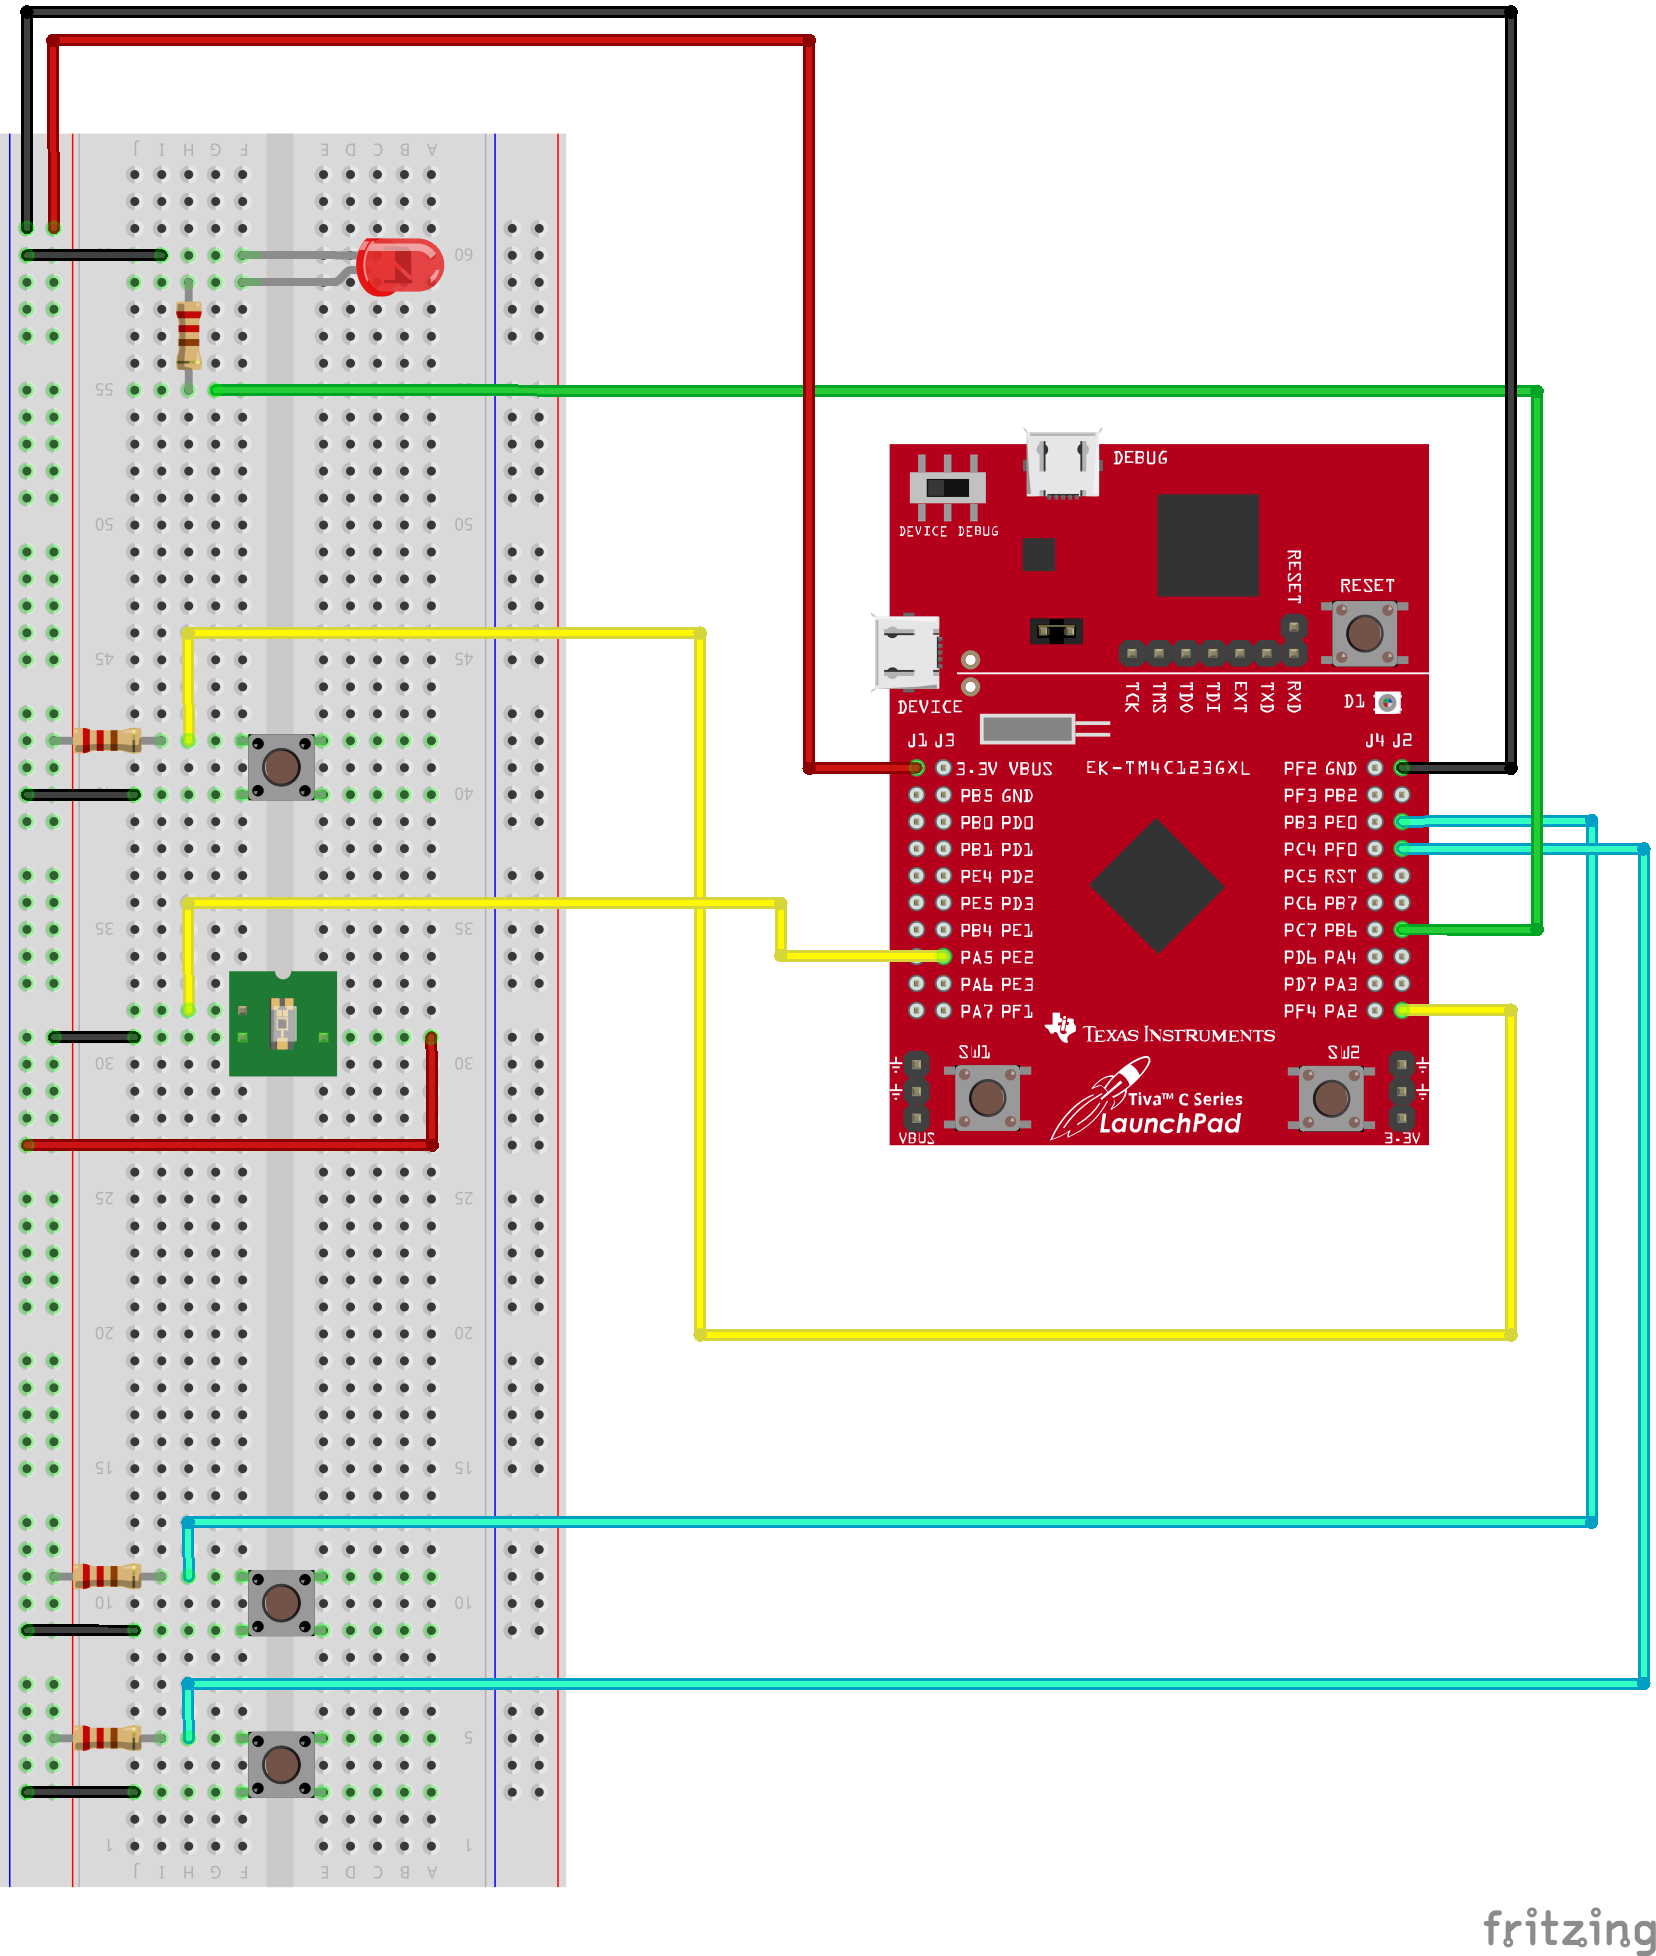 J I H G F E D C B A
60
55
50 50
45 45
40
35 35
30 30
25 25
20 20
15 15
10 10
5
1 1
J I H G F E D C B A
DEBUG
DEVICE DEBUG
RESET
RESET
DEVICE
TCK
TMS
TDO
TDI
EXT
TXD
RXD
D1
J1 J3
J4 J2
3.3V VBUS
EK-TM4C123GXL
PF2 GND
PB5 GND
PF3 PB2
PB0 PD0
PB3 PE0
PB1 PD1
PC4 PF0
PE4 PD2
PC5 RST
PE5 PD3
PC6 PB7
PB4 PE1
PC7 PB6
PA5 PE2
PD6 PA4
PA6 PE3
PD7 PA3
PA7 PF1
PF4 PA2
TEXAS INSTRUMENTS
SW1
SW2
Tiva™ C Series
LaunchPad
VBUS
3.3V
fritzing